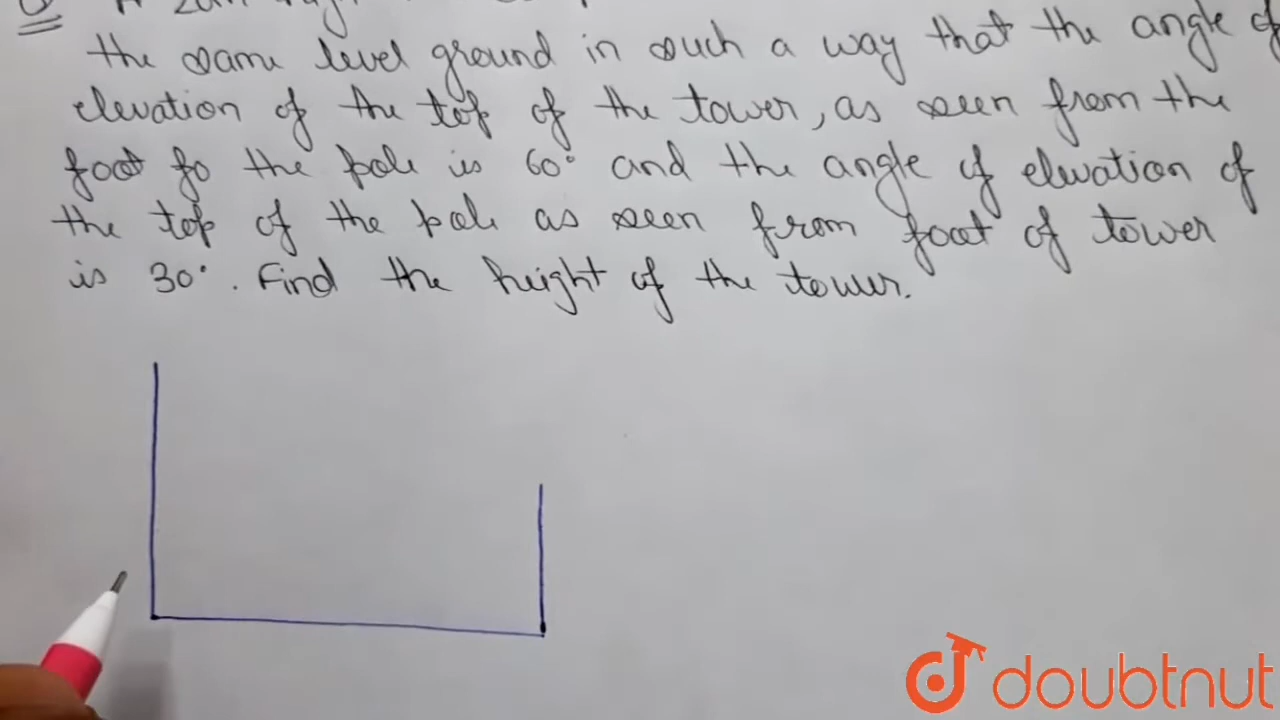 the same level ground in such a way that the angle of
elevation of the top of the tower, as seen from the
foot fo the pole is 60° and the angle of elevation of
the top of the pole as seen from foot of tower
is 30°. Find the height of the tower.
doubtnut